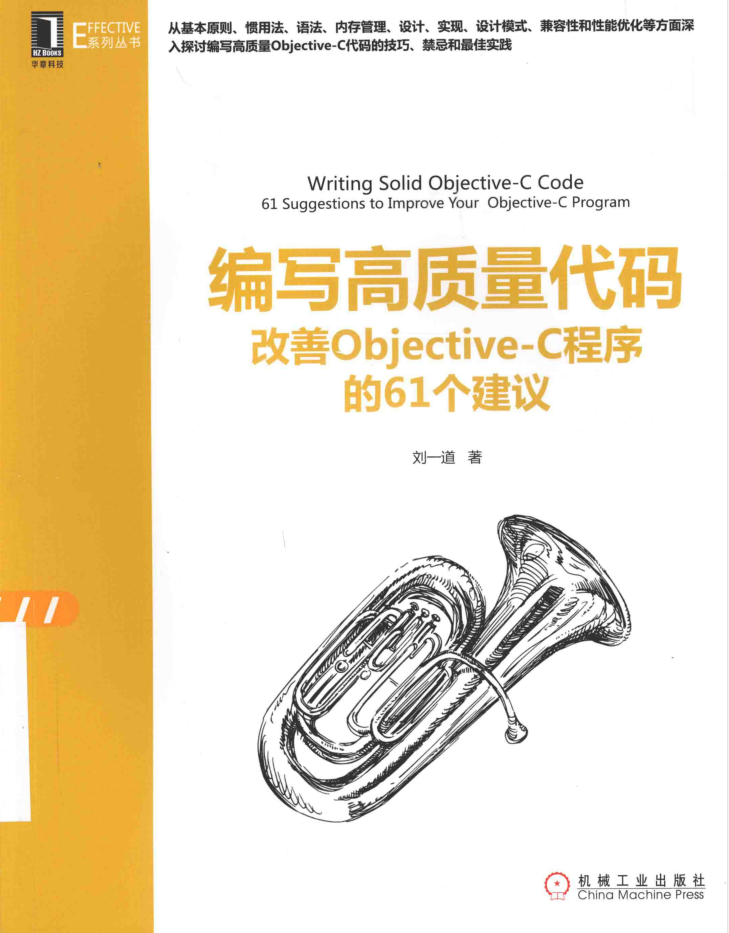 HZ BOOKS
华章科技
EFFECTIVE
系列丛书
从基本原则、惯用法、语法、内存管理、设计、实现、设计模式、兼容性和性能优化等方面深
入探讨编写高质量Objective-C代码的技巧、禁忌和最佳实践
Writing Solid Objective-C Code
61 Suggestions to Improve Your Objective-C Program
编写高质量代码
改善Objective-C程序
的61个建议
刘一道 著
机械工业出版社
China Machine Press